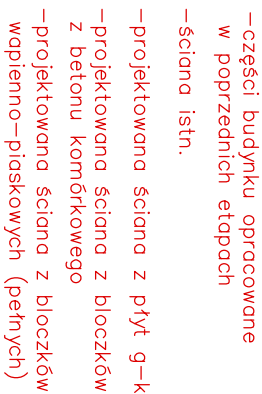 –części budynku opracowane
w poprzednich etapach
–ściana istn.
–projektowana ściana z płyt g–k
–projektowana ściana z bloczków
z betonu komórkowego
–projektowana ściana z bloczków
wapienno–piaskowych (pełnych)